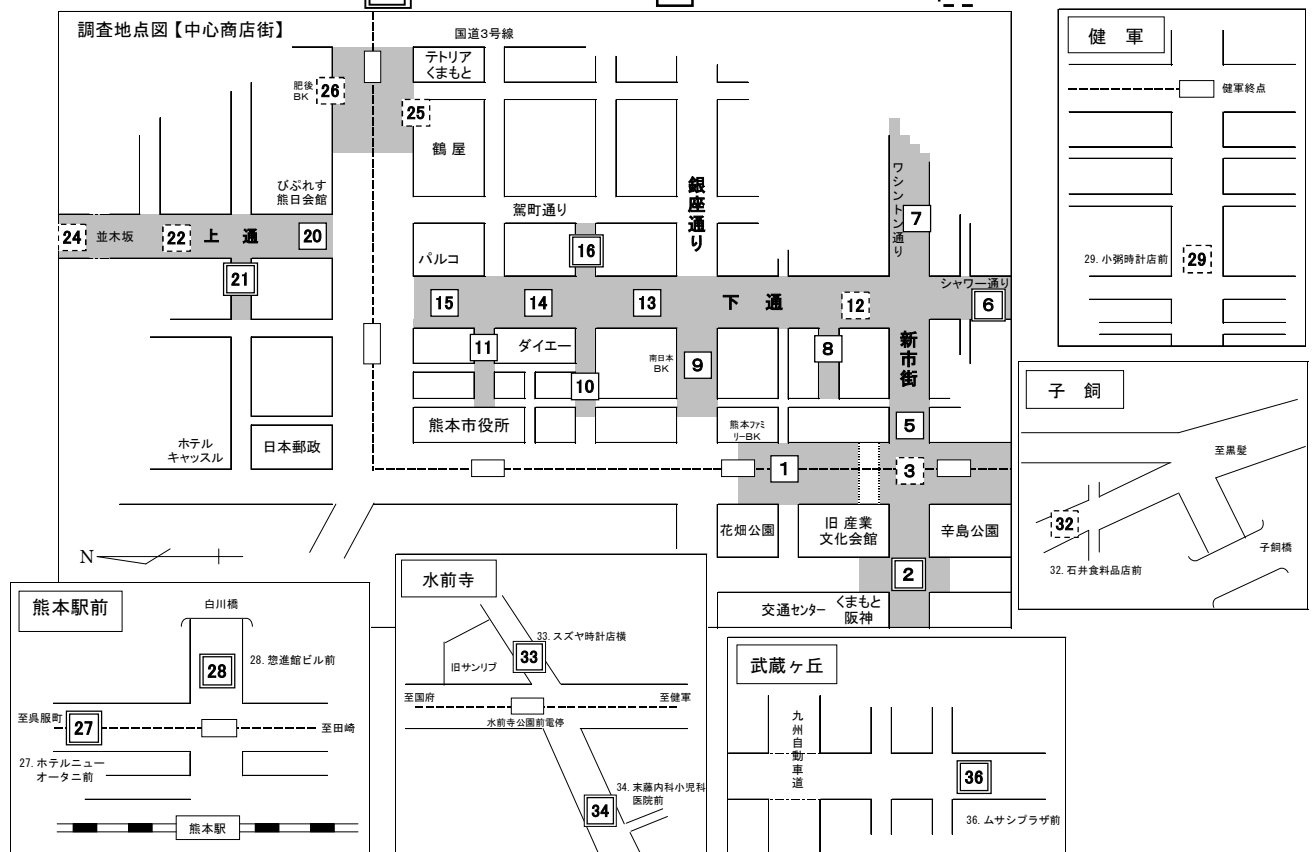 調査地点図【中心商店街】
国道3号線
テトリア
くまもと
肥後
BK
26
25
鶴屋
びぷれす
熊日会館
24
並木坂
22
上通
20
21
銀座通り
駕町通り
パルコ
16
15
14
13
下通
12
ワシントン通り
7
シャワー通り
6
新市街
11
ダイエー
10
南日本
BK
9
8
5
熊本市役所
熊本ファミ
リーBK
ホテル
キャッスル
日本郵政
1
3
花畑公園
旧産業
文化会館
辛島公園
2
交通センター
くまもと
阪神
N
健軍
健軍終点
29. 小粥時計店前
29
子飼
至黒髪
32
32. 石井食料品店前
子飼橋
熊本駅前
白川橋
28
28. 惣進館ビル前
至呉服町
27
至田崎
27. ホテルニュー
オータニ前
熊本駅
水前寺
33. スズヤ時計店横
33
旧サンリブ
至国府
至健軍
水前寺公園前電停
34. 末藤内科小児科
医院前
34
武蔵ヶ丘
九州自動車道
36
36. ムサシプラザ前